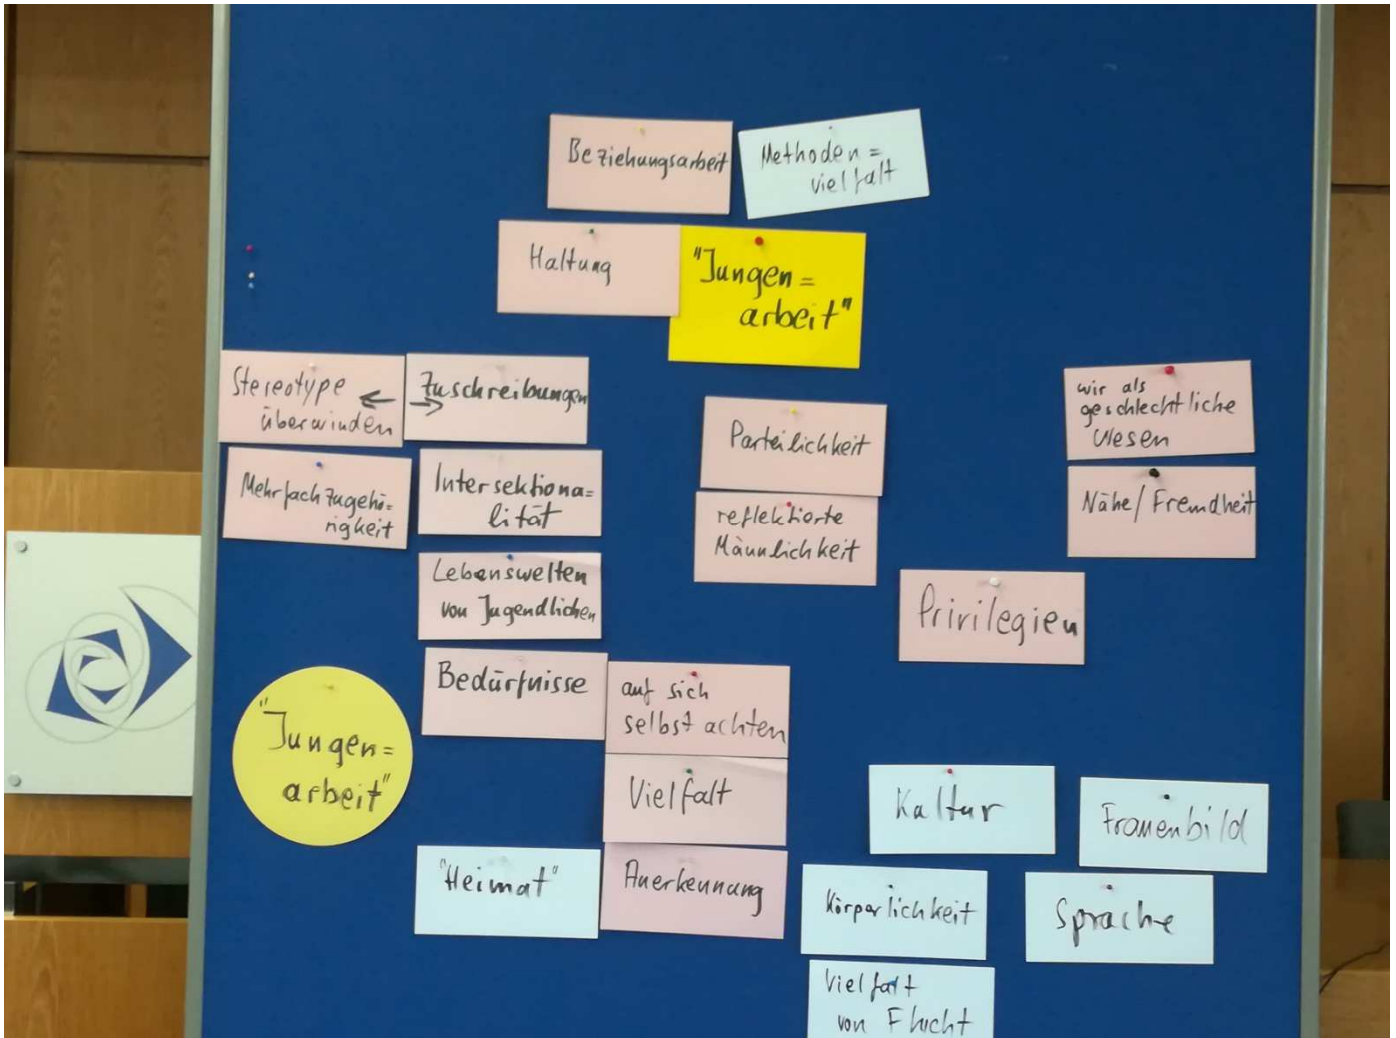 Beziehungsarbeit
Methoden=
vielfalt
Haltung
"Jungen=
arbeit"
Stereotype
überwinden
Zuschreibungen
wir als
geschlechtliche
Wesen
Parteilichkeit
Mehrfachzugehö=
rigkeit
Intersektiona=
lität
Nähe/Fremdheit
reflektierte
Männlichkeit
Lebenswelten
von Jugendlichen
Privilegien
Bedürfnisse
auf sich
selbst achten
"Jungen=
arbeit"
Vielfalt
Kultur
Frauenbild
"Heimat"
Anerkennung
Körperlichkeit
Sprache
Vielfalt
von Flucht